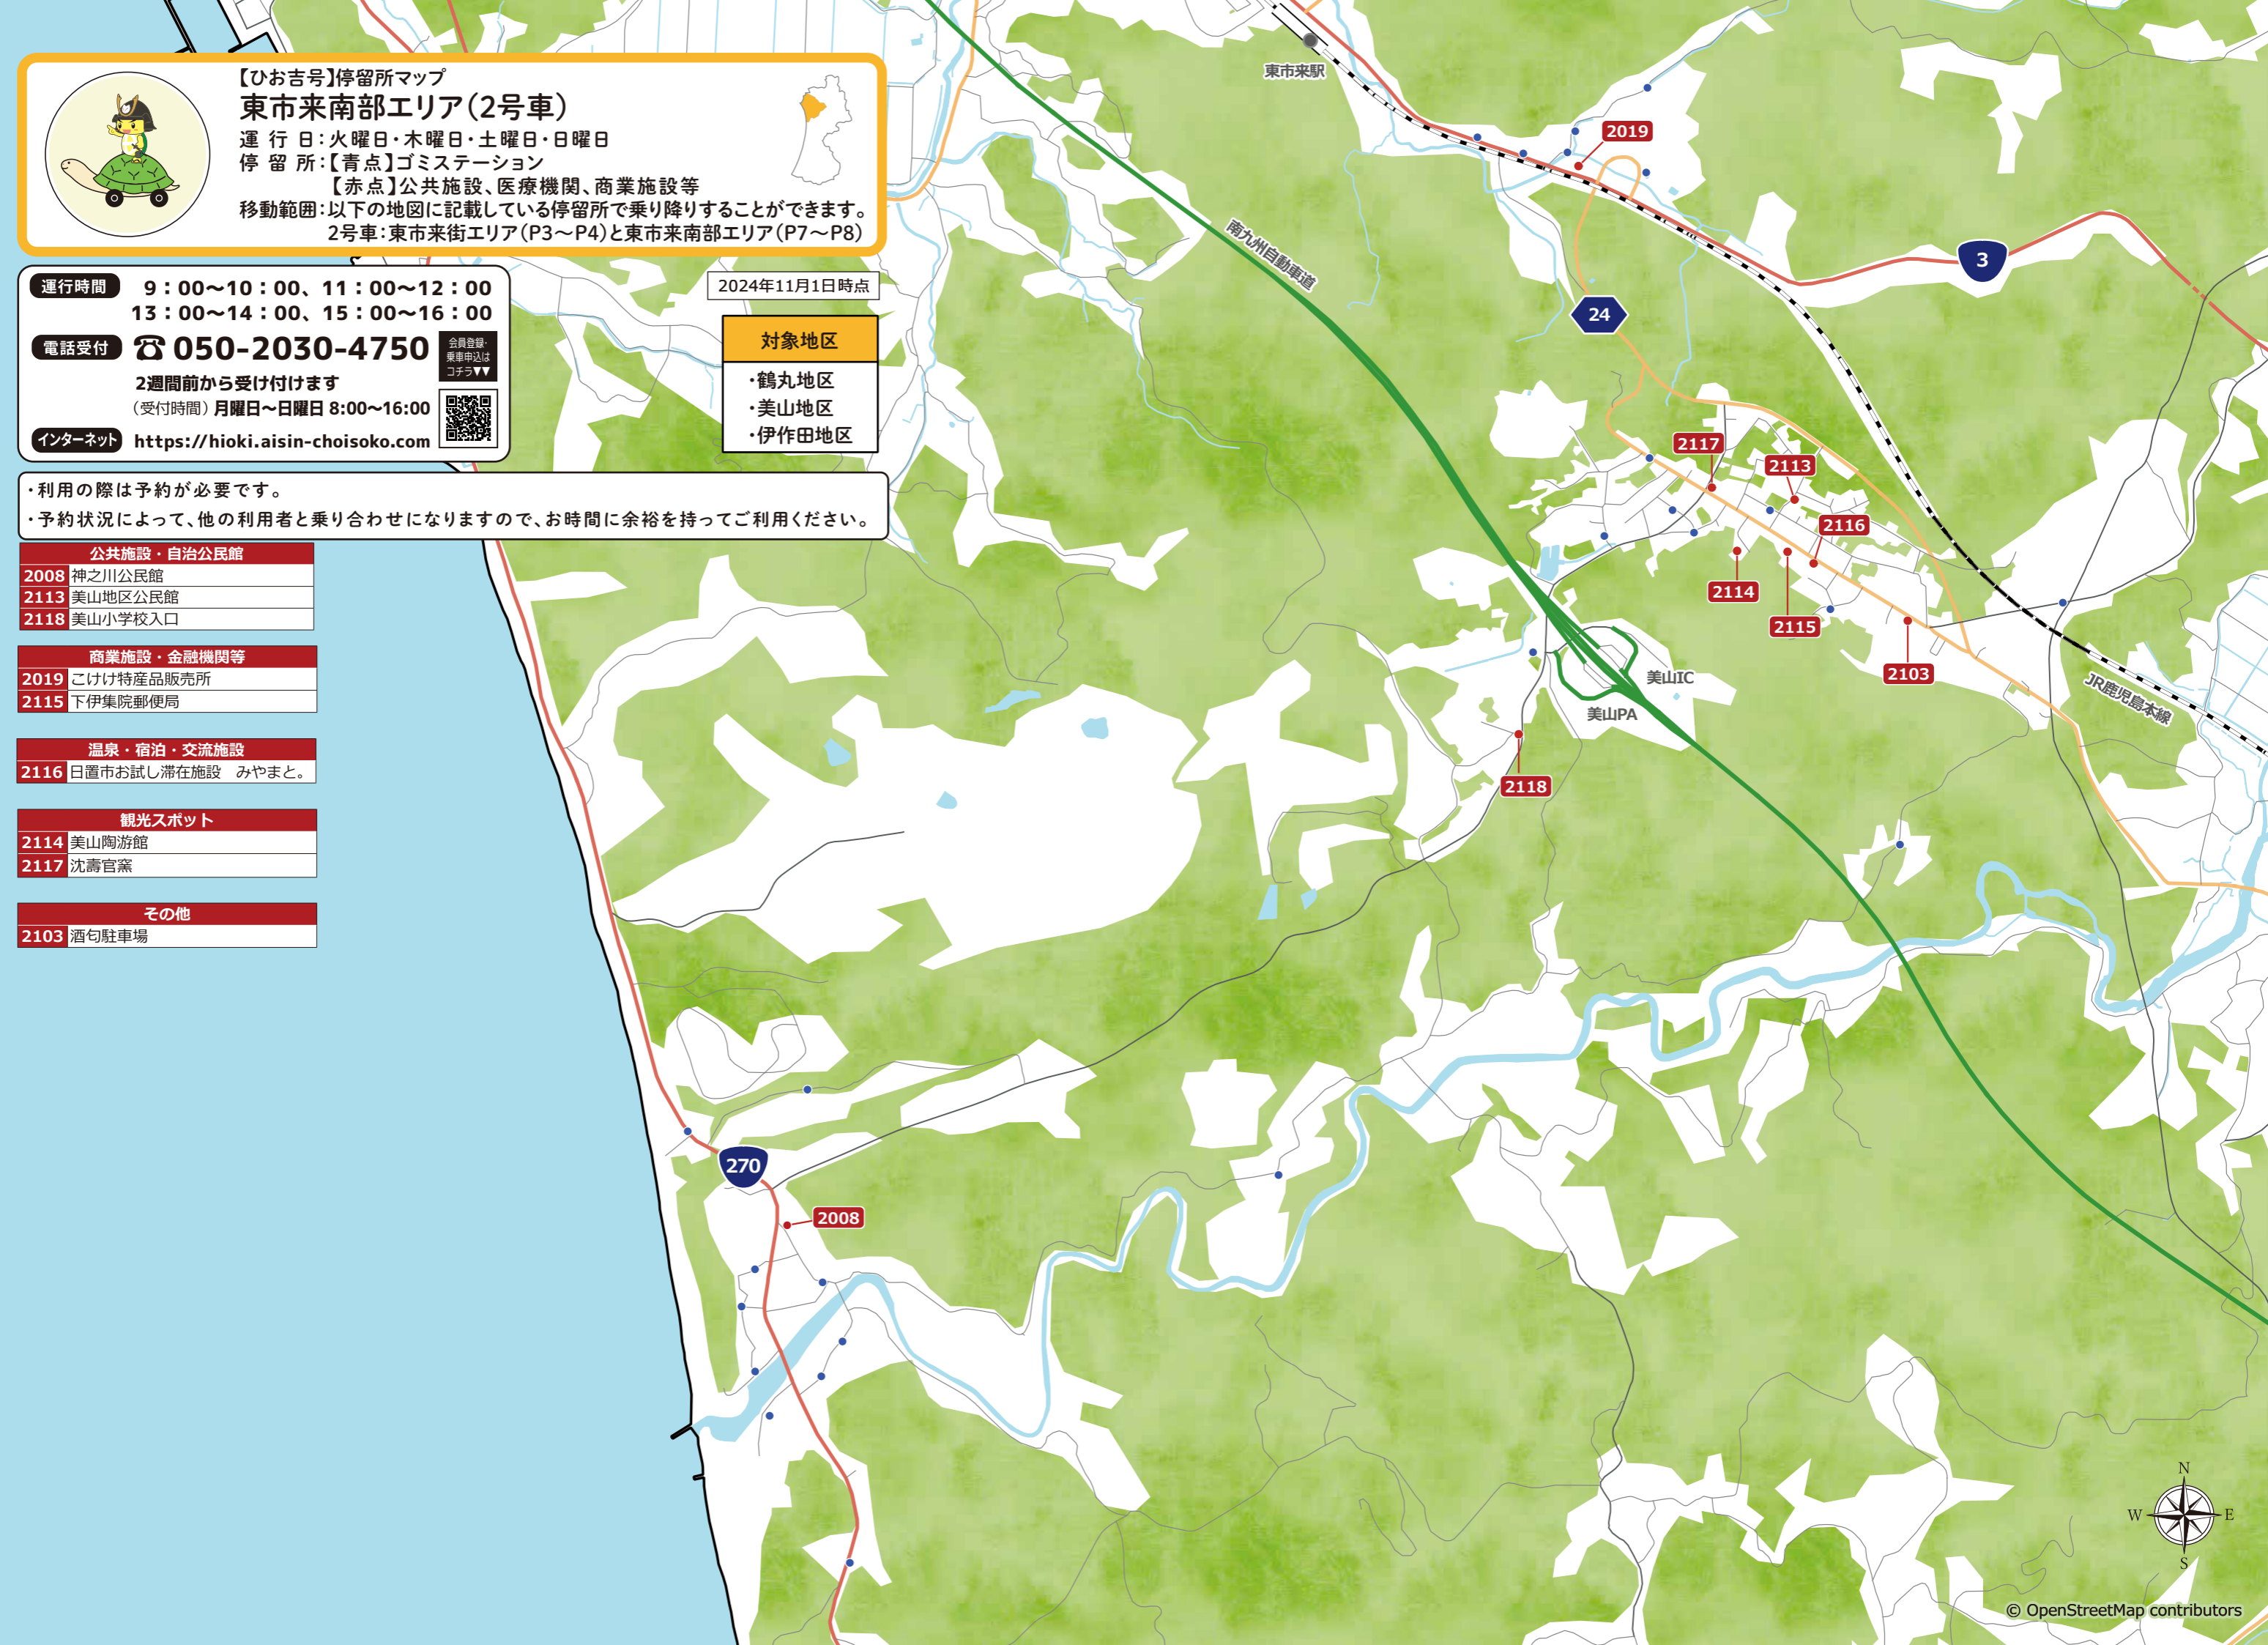 【ひお吉号】停留所マップ
東市来南部エリア（2号車）
運 行 日：火曜日・木曜日・土曜日・日曜日
停 留 所：【青点】ゴミステーション
【赤点】公共施設、医療機関、商業施設等
移動範囲：以下の地図に記載している停留所で乗り降りすることができます。
2号車：東市来街エリア（P3～P4）と東市来南部エリア（P7～P8）
運行時間 9：00～10：00、11：00～12：00
13：00～14：00、15：00～16：00
電話受付 ☎ 050-2030-4750
会員登録・
乗車申込は
コチラ▼▼
2週間前から受け付けます
（受付時間）月曜日～日曜日 8:00～16:00
インターネット https://hioki.aisin-choisoko.com
2024年11月1日時点
対象地区
・鶴丸地区
・美山地区
・伊作田地区
・利用の際は予約が必要です。
・予約状況によって、他の利用者と乗り合わせになりますので、お時間に余裕を持ってご利用ください。
公共施設・自治公民館
2008 神之川公民館
2113 美山地区公民館
2118 美山小学校入口
商業施設・金融機関等
2019 こけけ特産品販売所
2115 下伊集院郵便局
温泉・宿泊・交流施設
2116 日置市お試し滞在施設　みやまと。
観光スポット
2114 美山陶游館
2117 沈壽官窯
その他
2103 酒匂駐車場
東市来駅
2019
南九州自動車道
3
24
2117
2113
2116
2114
2115
2103
美山IC
美山PA
JR鹿児島本線
2118
270
2008
N
W
E
S
© OpenStreetMap contributors